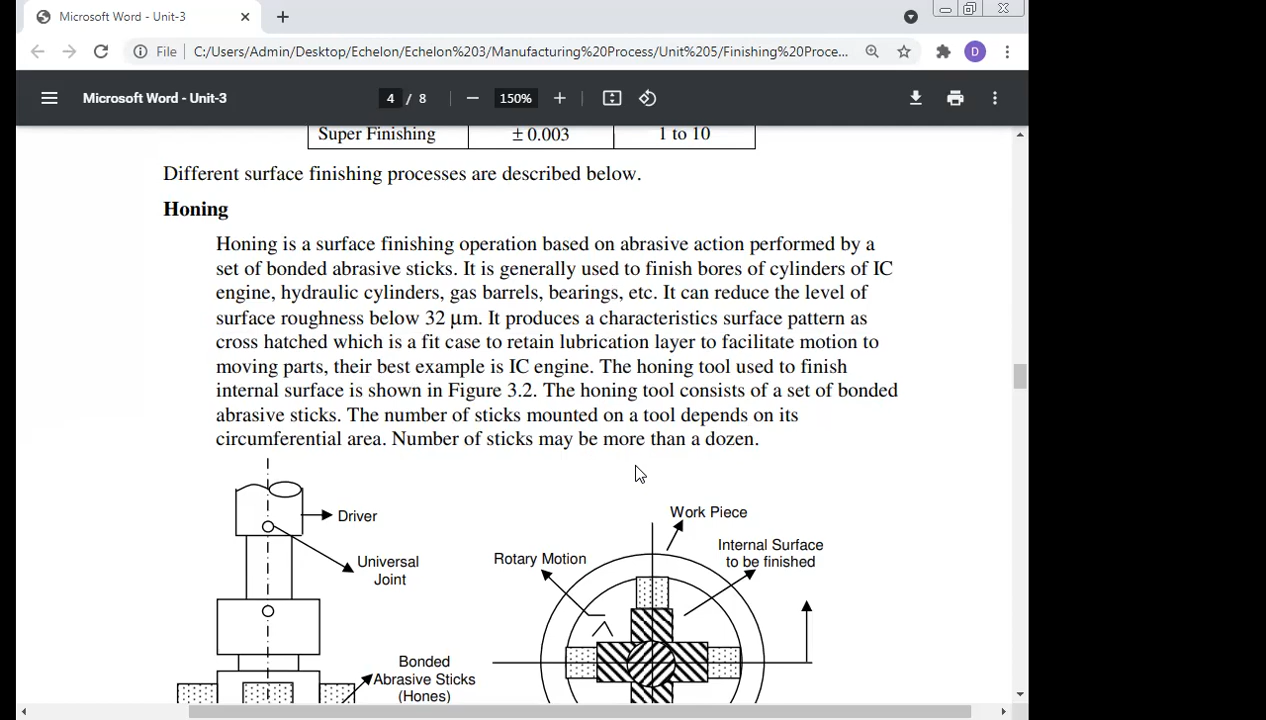 Microsoft Word - Unit-3
File C:/Users/Admin/Desktop/Echelon/Echelon%203/Manufacturing%20Process/Unit%205/Finishing%20Proce... D
Microsoft Word - Unit-3 4 / 8 150%
Super Finishing ± 0.003 1 to 10
Different surface finishing processes are described below.
Honing
Honing is a surface finishing operation based on abrasive action performed by a
set of bonded abrasive sticks. It is generally used to finish bores of cylinders of IC
engine, hydraulic cylinders, gas barrels, bearings, etc. It can reduce the level of
surface roughness below 32 μm. It produces a characteristics surface pattern as
cross hatched which is a fit case to retain lubrication layer to facilitate motion to
moving parts, their best example is IC engine. The honing tool used to finish
internal surface is shown in Figure 3.2. The honing tool consists of a set of bonded
abrasive sticks. The number of sticks mounted on a tool depends on its
circumferential area. Number of sticks may be more than a dozen.
Driver
Universal
Joint
Bonded
Abrasive Sticks
(Hones)
Work Piece
Rotary Motion
Internal Surface
to be finished